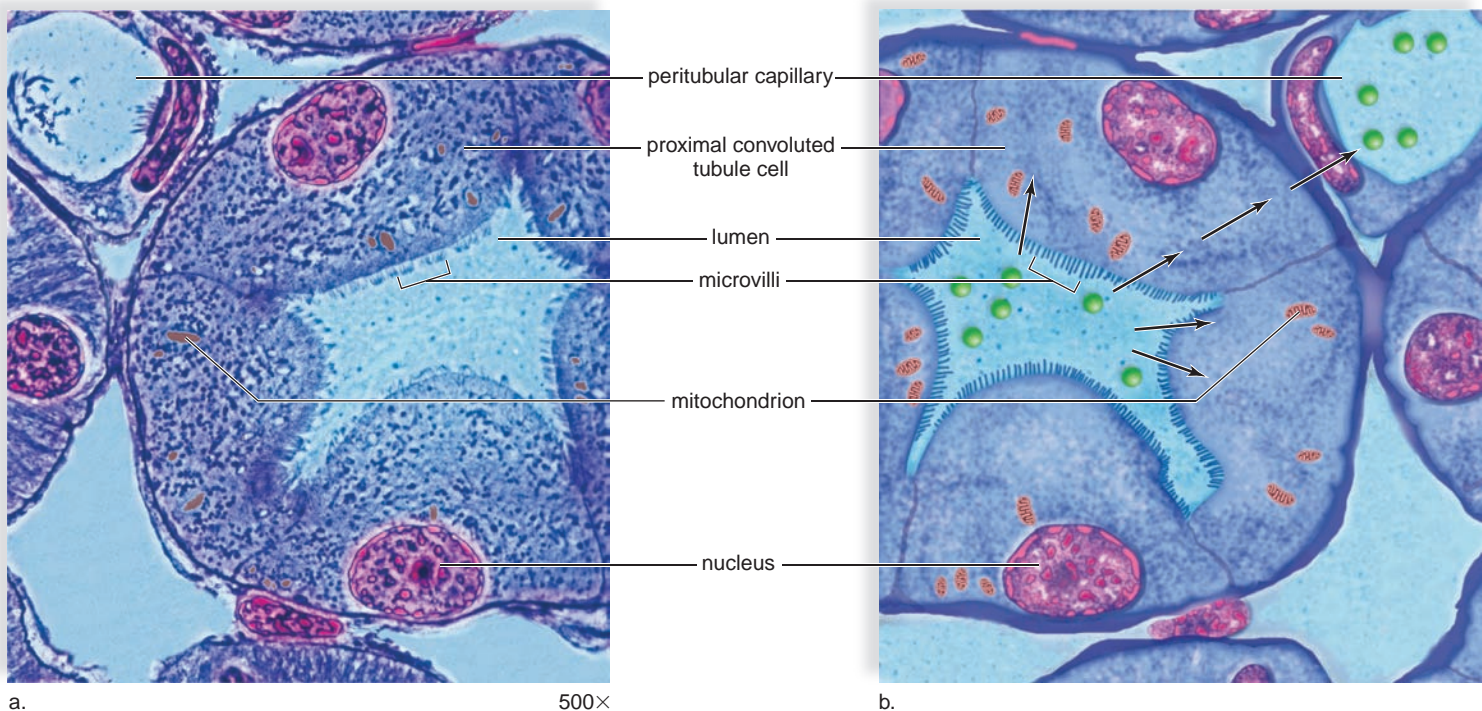 peritubular capillary
proximal convoluted
tubule cell
lumen
microvilli
mitochondrion
nucleus
a.
500×
b.